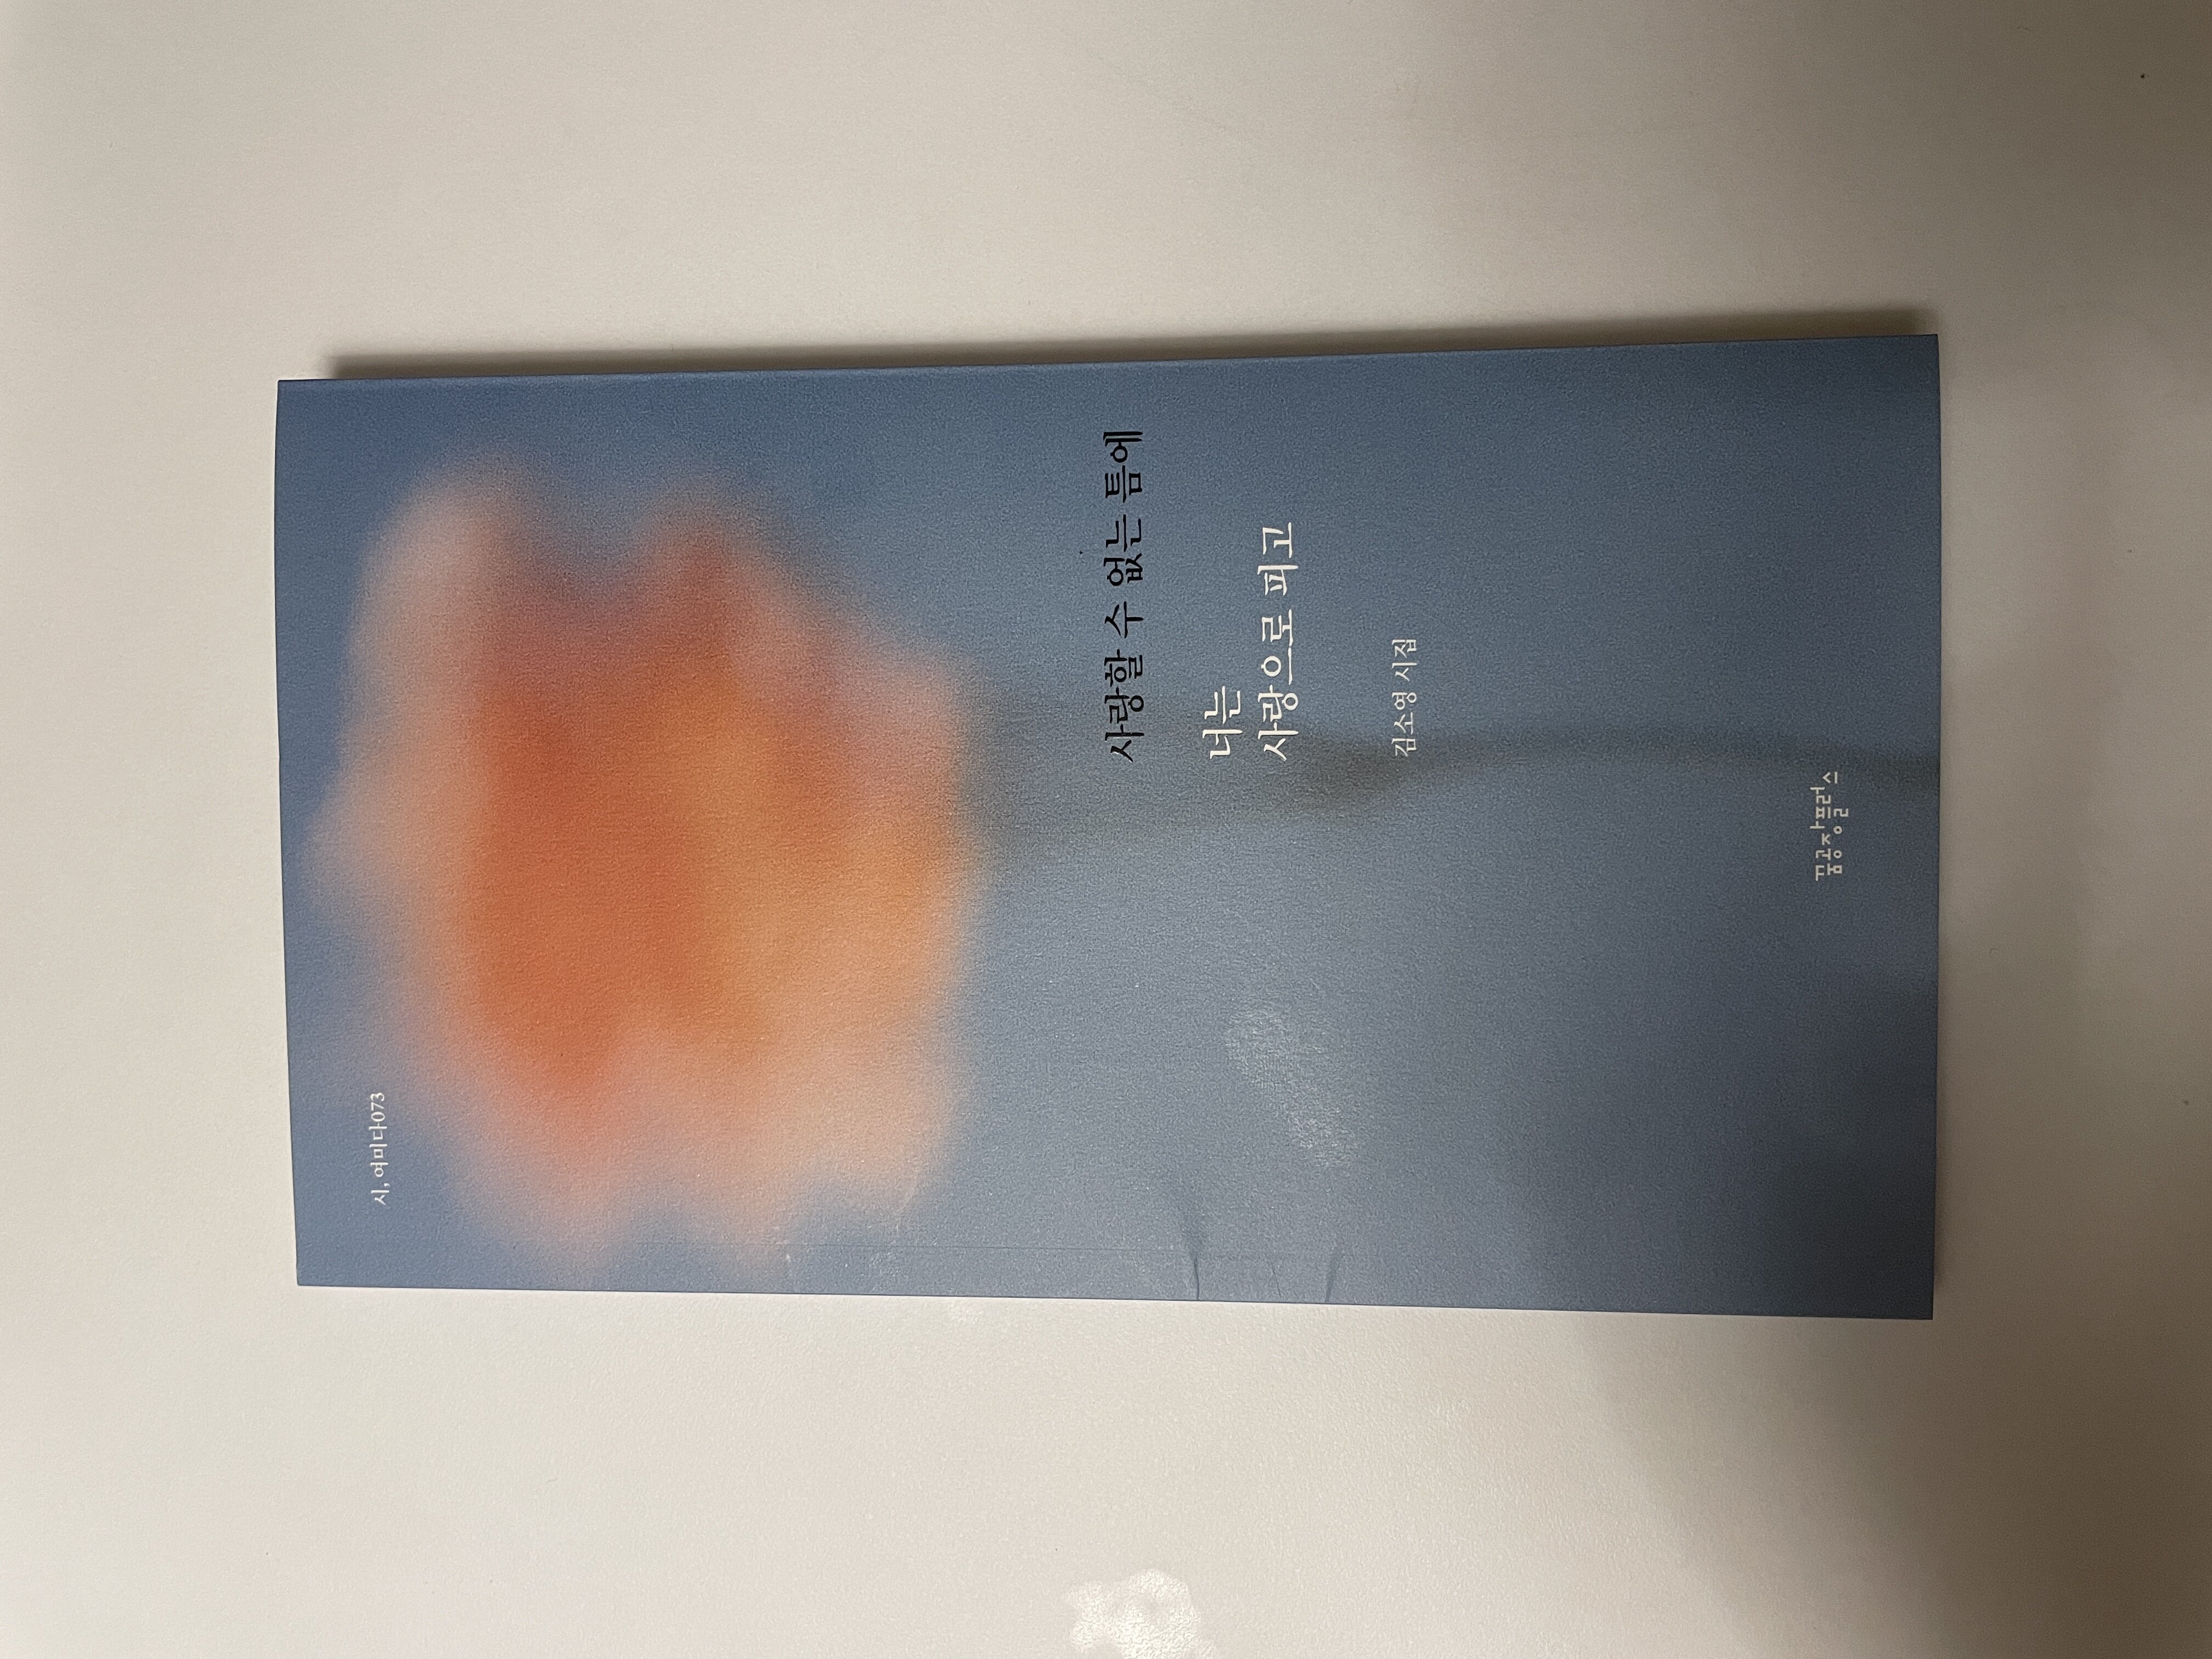 시, 여미다073
사랑할 수 없는 틈에
너는
사랑으로 피고
김소영 시집
꿈공장플러스